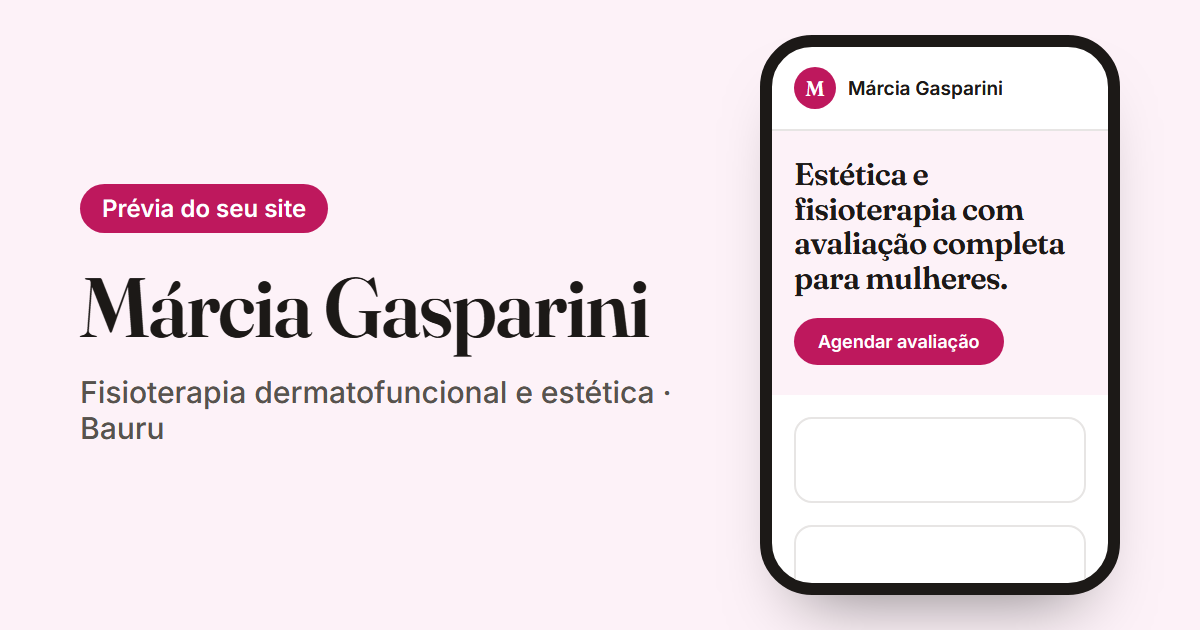 Prévia do seu site
Márcia Gasparini
Fisioterapia dermatofuncional e estética ·
Bauru
M
Márcia Gasparini
Estética e
fisioterapia com
avaliação completa
para mulheres.
Agendar avaliação